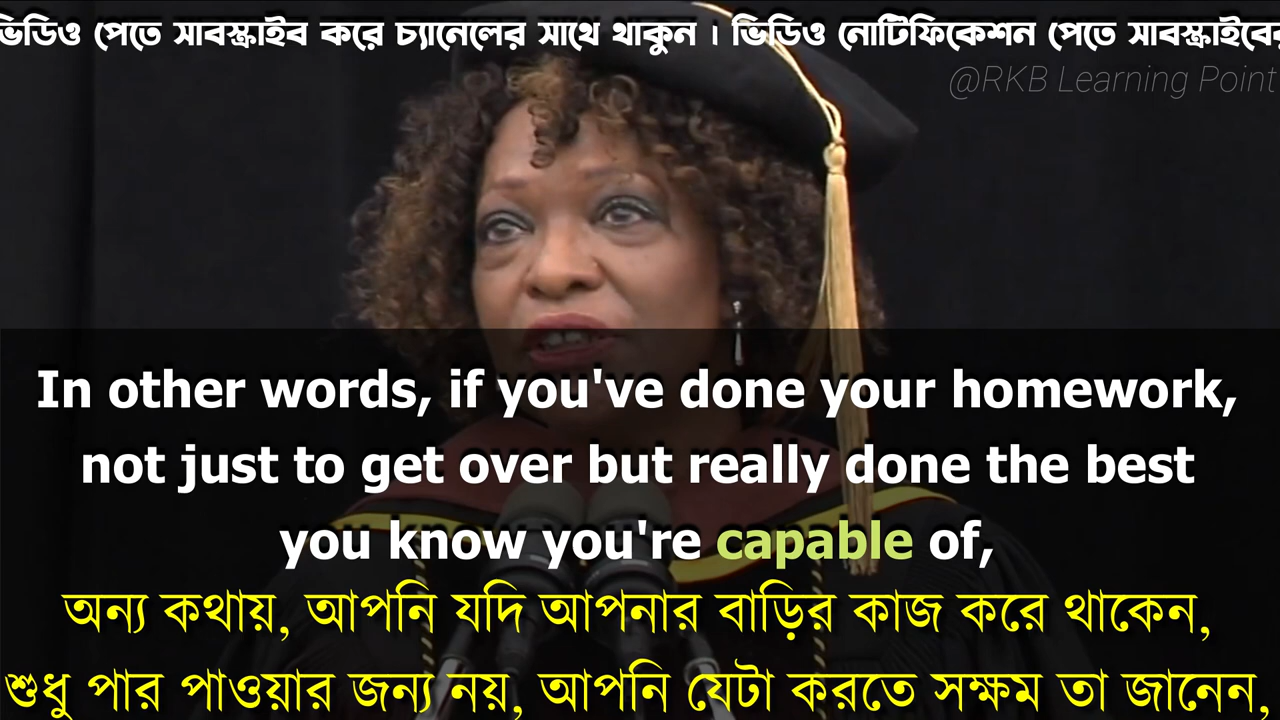 ভিডিও পেতে সাবস্ক্রাইব করে চ্যানেলের সাথে থাকুন । ভিডিও নোটিফিকেশন পেতে সাবস্ক্রাইবের
@RKB Learning Point
In other words, if you've done your homework,
not just to get over but really done the best
you know you're capable of,
অন্য কথায়, আপনি যদি আপনার বাড়ির কাজ করে থাকেন,
শুধু পার পাওয়ার জন্য নয়, আপনি যেটা করতে সক্ষম তা জানেন,